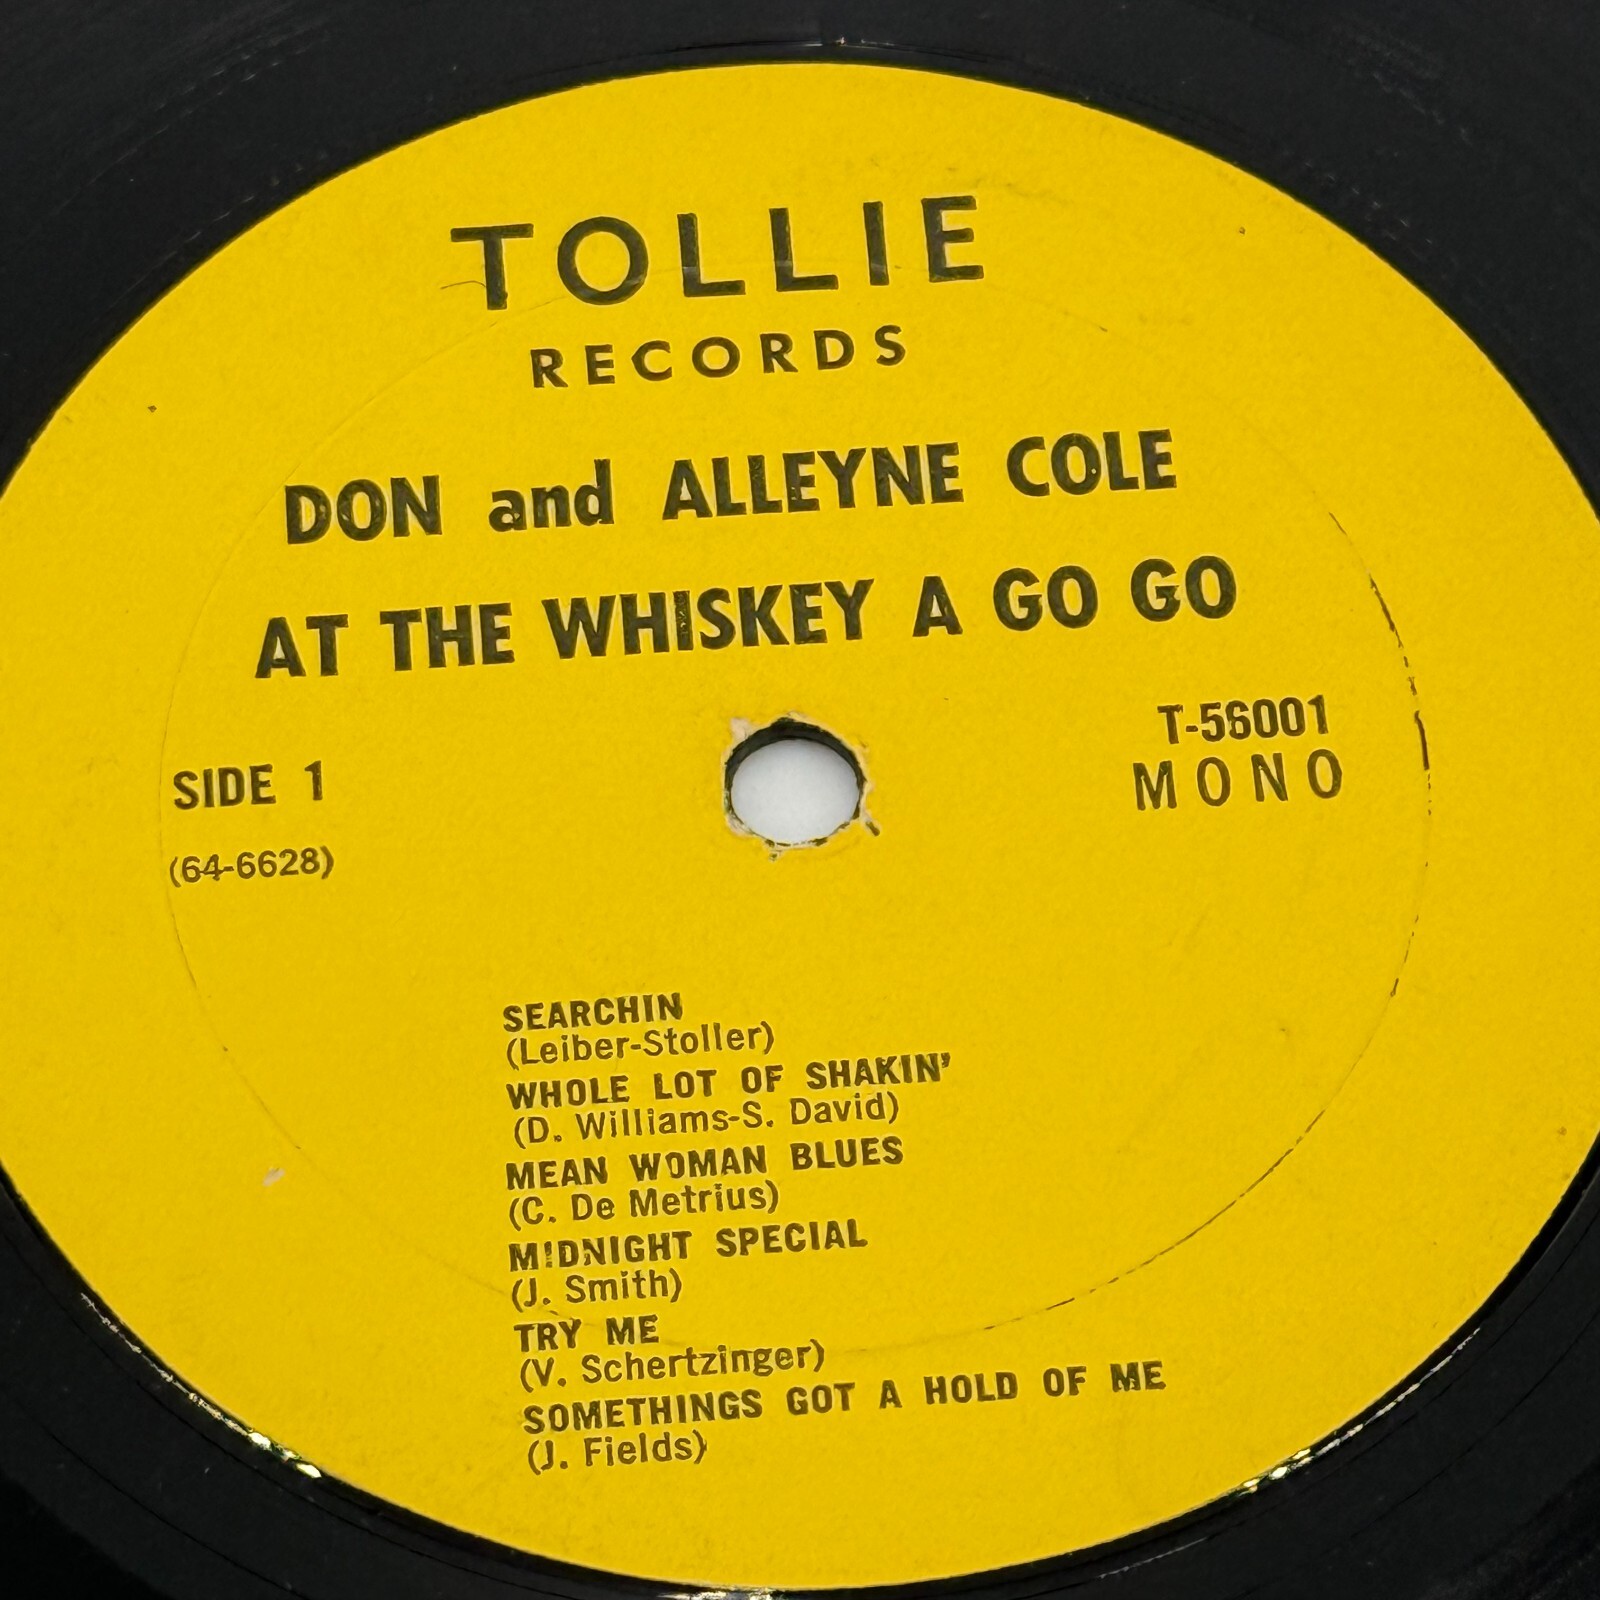 TOLLIE
RECORDS
DON and ALLEYNE COLE
AT THE WHISKEY A GO GO
T-56001
MONO
SIDE 1
(64-6628)
SEARCHIN
(Leiber-Stoller)
WHOLE LOT OF SHAKIN'
(D. Williams-S. David)
MEAN WOMAN BLUES
(C. De Metrius)
MIDNIGHT SPECIAL
(J. Smith)
TRY ME
(V. Schertzinger)
SOMETHINGS GOT A HOLD OF ME
(J. Fields)